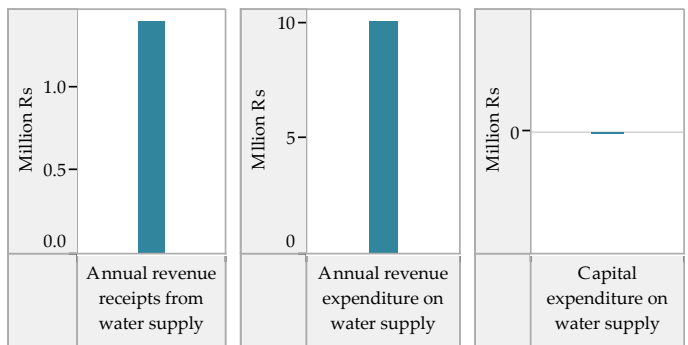 Million Rs
1.0
0.5
0.0
Annual revenue
receipts from
water supply
Mllion Rs
10
5
0
Annual revenue
expenditure on
water supply
Million Rs
0
Capital
expenditure on
water supply